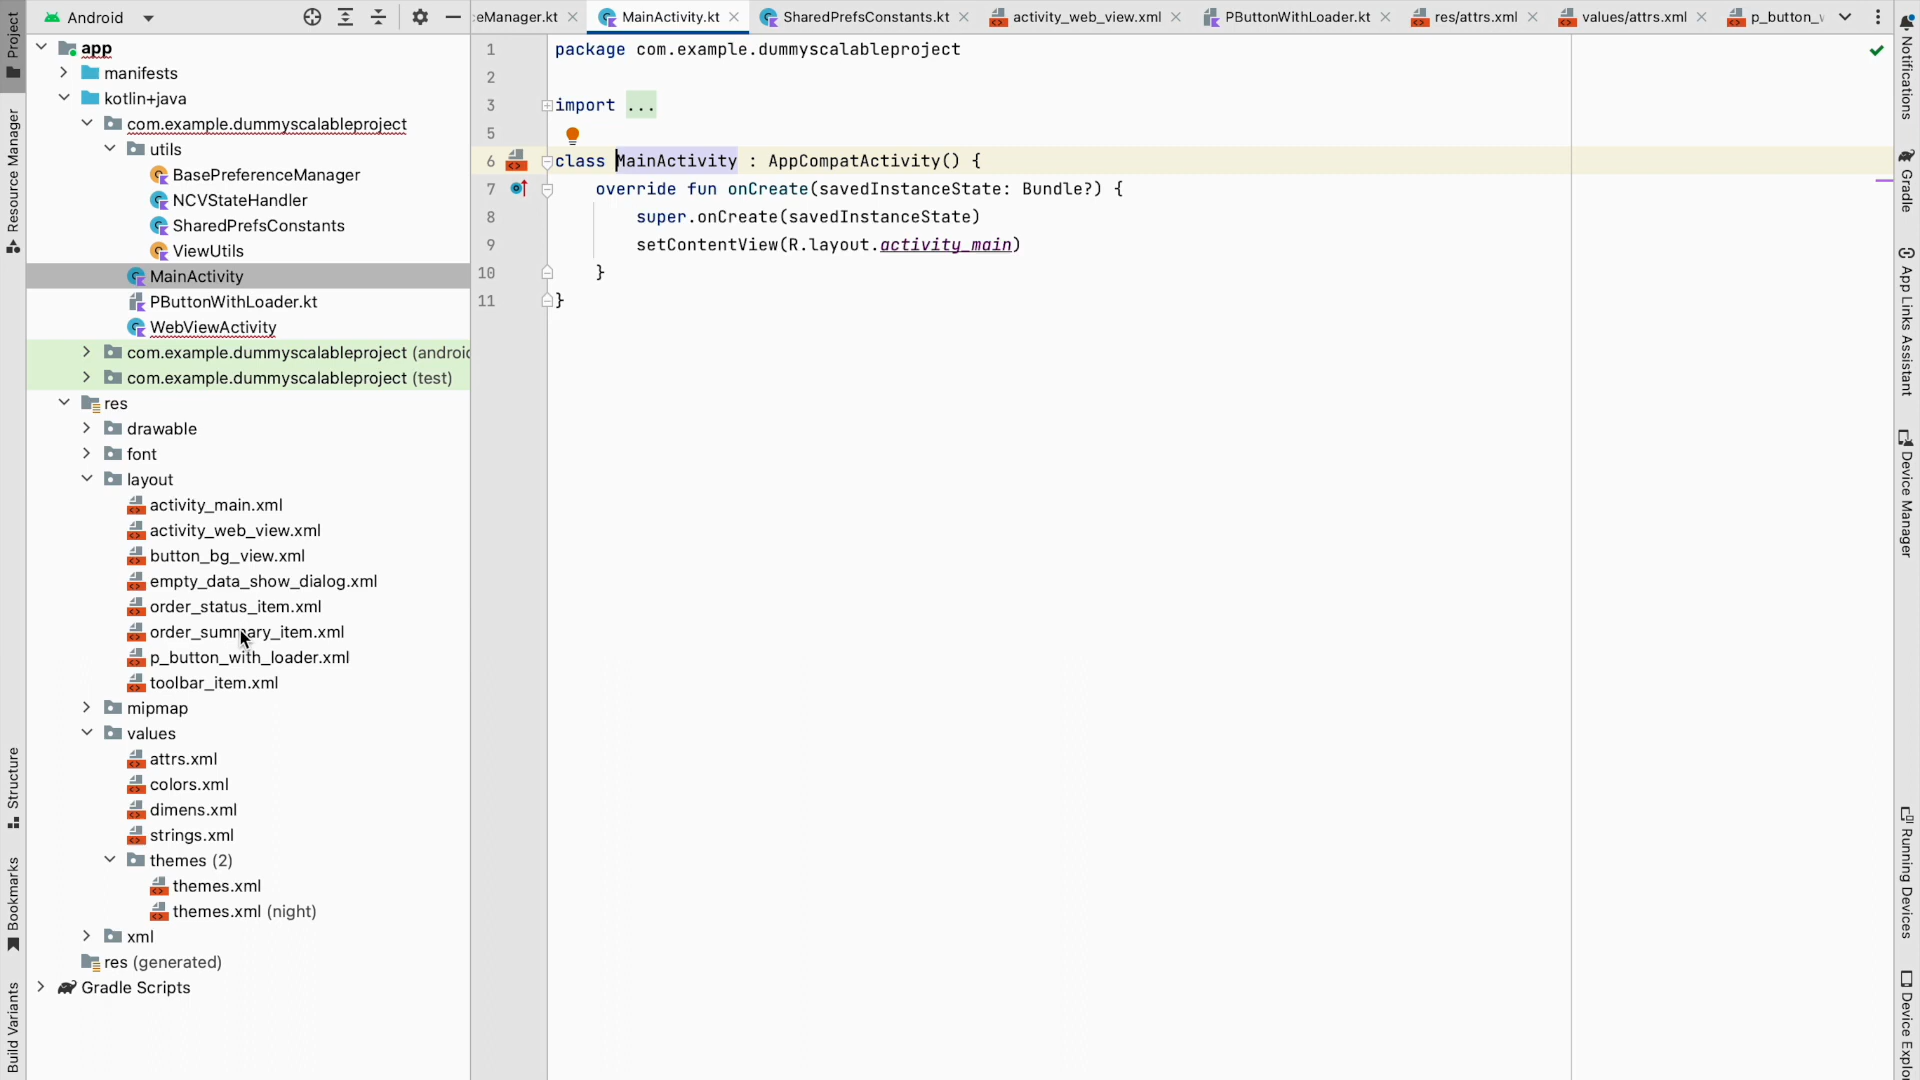 Android
eManager.kt
MainActivity.kt
SharedPrefsConstants.kt
activity_web_view.xml
PButtonWithLoader.kt
res/attrs.xml
values/attrs.xml
p_button_
Project
Resource Manager
Structure
Bookmarks
Build Variants
app
manifests
kotlin+java
com.example.dummyscalableproject
utils
BasePreferenceManager
NCVStateHandler
SharedPrefsConstants
ViewUtils
MainActivity
PButtonWithLoader.kt
WebViewActivity
com.example.dummyscalableproject (androic
com.example.dummyscalableproject (test)
res
drawable
font
layout
activity_main.xml
activity_web_view.xml
button_bg_view.xml
empty_data_show_dialog.xml
order_status_item.xml
order_summary_item.xml
p_button_with_loader.xml
toolbar_item.xml
mipmap
values
attrs.xml
colors.xml
dimens.xml
strings.xml
themes (2)
themes.xml
themes.xml (night)
xml
res (generated)
Gradle Scripts
1 package com.example.dummyscalableproject
2
3 import ...
5
6 class MainActivity : AppCompatActivity() {
7 override fun onCreate(savedInstanceState: Bundle?) {
8 super.onCreate(savedInstanceState)
9 setContentView(R.layout.activity_main)
10 }
11 }
Notifications
Gradle
App Links Assistant
Device Manager
Running Devices
Device Explo